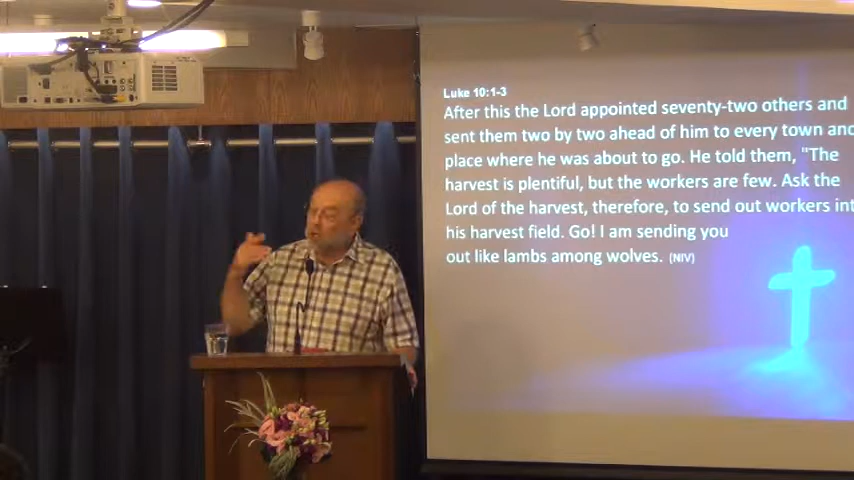 Luke 10:1-3
After this the Lord appointed seventy-two others and
sent them two by two ahead of him to every town and
place where he was about to go. He told them, "The
harvest is plentiful, but the workers are few. Ask the
Lord of the harvest, therefore, to send out workers into
his harvest field. Go! I am sending you
out like lambs among wolves. (NIV)